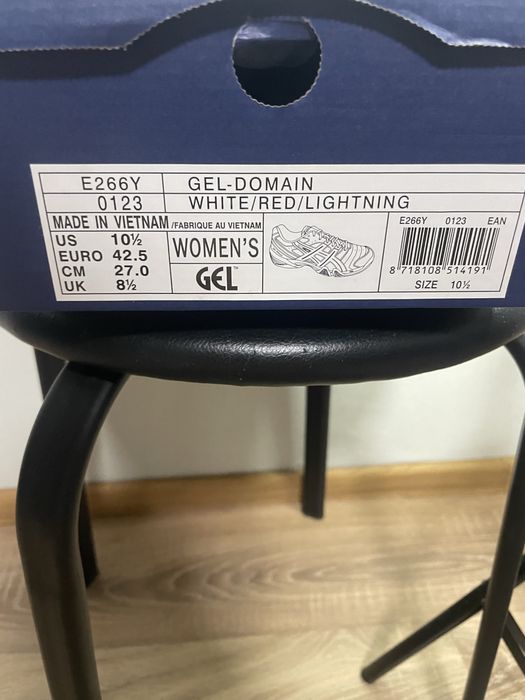 E266Y GEL-DOMAIN
0123 WHITE/RED/LIGHTNING
MADE IN VIETNAM /FABRIQUE AU VIETNAM
US 10½
EURO 42.5
CM 27.0
UK 8½
WOMEN'S
GEL™
E266Y 0123 EAN
8 718108 514191
SIZE 10½